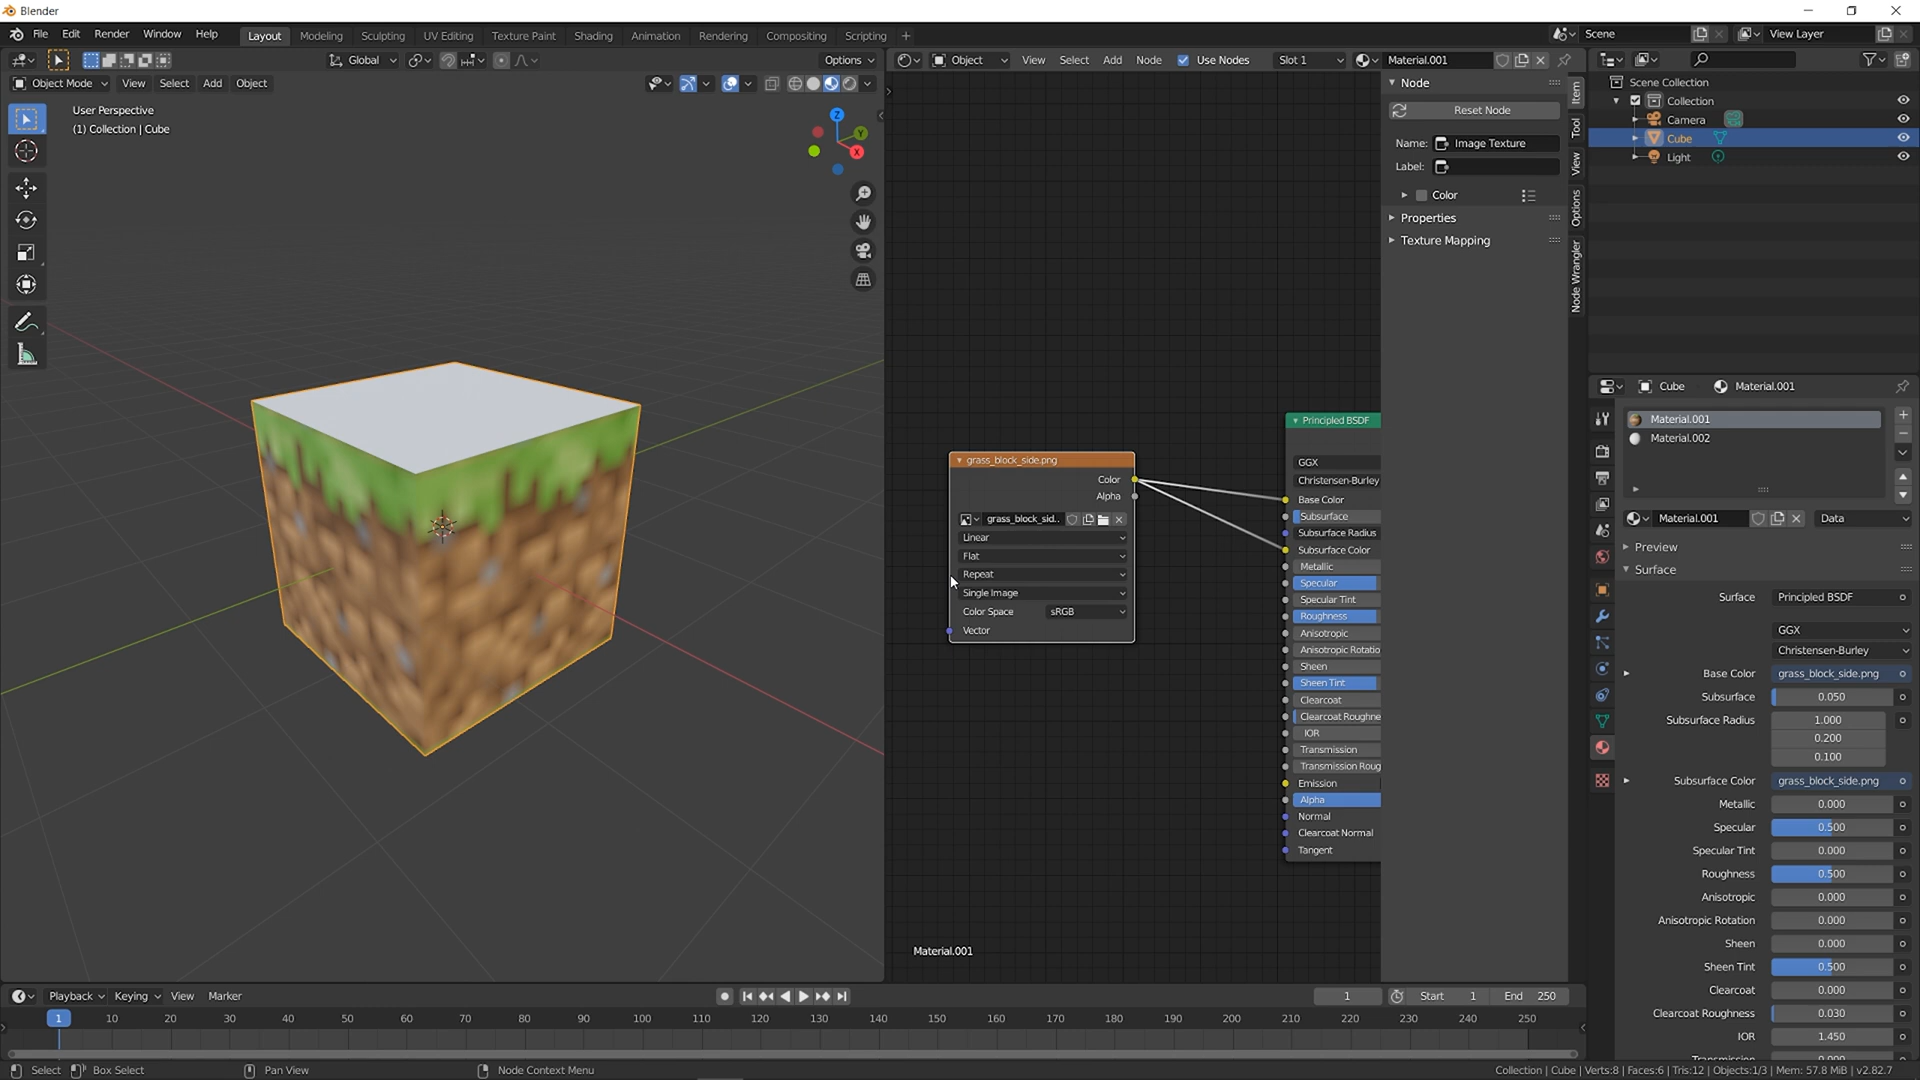 Blender
File Edit Render Window Help Layout Modeling Sculpting UV Editing Texture Paint Shading Animation Rendering Compositing Scripting + Scene View Layer
Global Options Object View Select Add Node Use Nodes Slot 1 Material.001
Object Mode View Select Add Object
User Perspective
(1) Collection | Cube
Z
Y
X
grass_block_side.png
Color
Alpha
grass_block_sid..
Linear
Flat
Repeat
Single Image
Color Space sRGB
Vector
Principled BSDF
GGX
Christensen-Burley
Base Color
Subsurface
Subsurface Radius
Subsurface Color
Metallic
Specular
Specular Tint
Roughness
Anisotropic
Anisotropic Rotatio
Sheen
Sheen Tint
Clearcoat
Clearcoat Roughne
IOR
Transmission
Transmission Roug
Emission
Alpha
Normal
Clearcoat Normal
Tangent
Material.001
Node
Reset Node
Name: Image Texture
Label:
Color
Properties
Texture Mapping
Item
Tool
View
Options
Node Wrangler
Scene Collection
Collection
Camera
Cube
Light
Cube Material.001
Material.001
Material.002
Material.001 Data
Preview
Surface
Surface Principled BSDF
GGX
Christensen-Burley
Base Color grass_block_side.png
Subsurface 0.050
Subsurface Radius 1.000
0.200
0.100
Subsurface Color grass_block_side.png
Metallic 0.000
Specular 0.500
Specular Tint 0.000
Roughness 0.500
Anisotropic 0.000
Anisotropic Rotation 0.000
Sheen 0.000
Sheen Tint 0.500
Clearcoat 0.000
Clearcoat Roughness 0.030
IOR 1.450
Transmission 0.000
Playback Keying View Marker 1 Start 1 End 250
1 10 20 30 40 50 60 70 80 90 100 110 120 130 140 150 160 170 180 190 200 210 220 230 240 250
Select Box Select Pan View Node Context Menu Collection | Cube | Verts:8 | Faces:6 | Tris:12 | Objects:1/3 | Mem: 57.8 MiB | v2.82.7